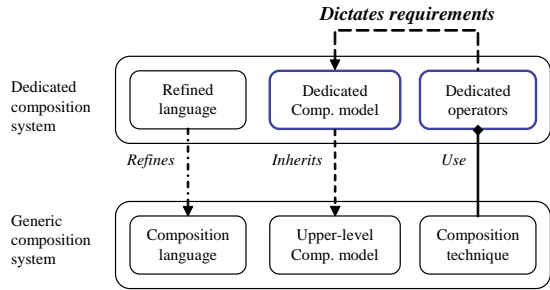 Dictates requirements
Dedicated
composition
system
Refined
language
Dedicated
Comp. model
Dedicated
operators
Refines
Inherits
Use
Generic
composition
system
Composition
language
Upper-level
Comp. model
Composition
technique